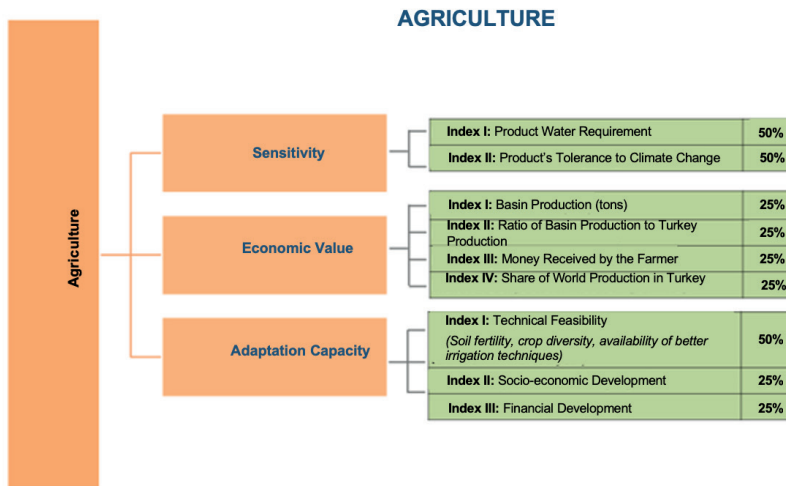 AGRICULTURE
Agriculture
Sensitivity
Index I: Product Water Requirement
50%
Index II: Product's Tolerance to Climate Change
50%
Economic Value
Index I: Basin Production (tons)
25%
Index II: Ratio of Basin Production to Turkey
Production
25%
Index III: Money Received by the Farmer
25%
Index IV: Share of World Production in Turkey
25%
Adaptation Capacity
Index I: Technical Feasibility
(Soil fertility, crop diversity, availability of better
irrigation techniques)
50%
Index II: Socio-economic Development
25%
Index III: Financial Development
25%